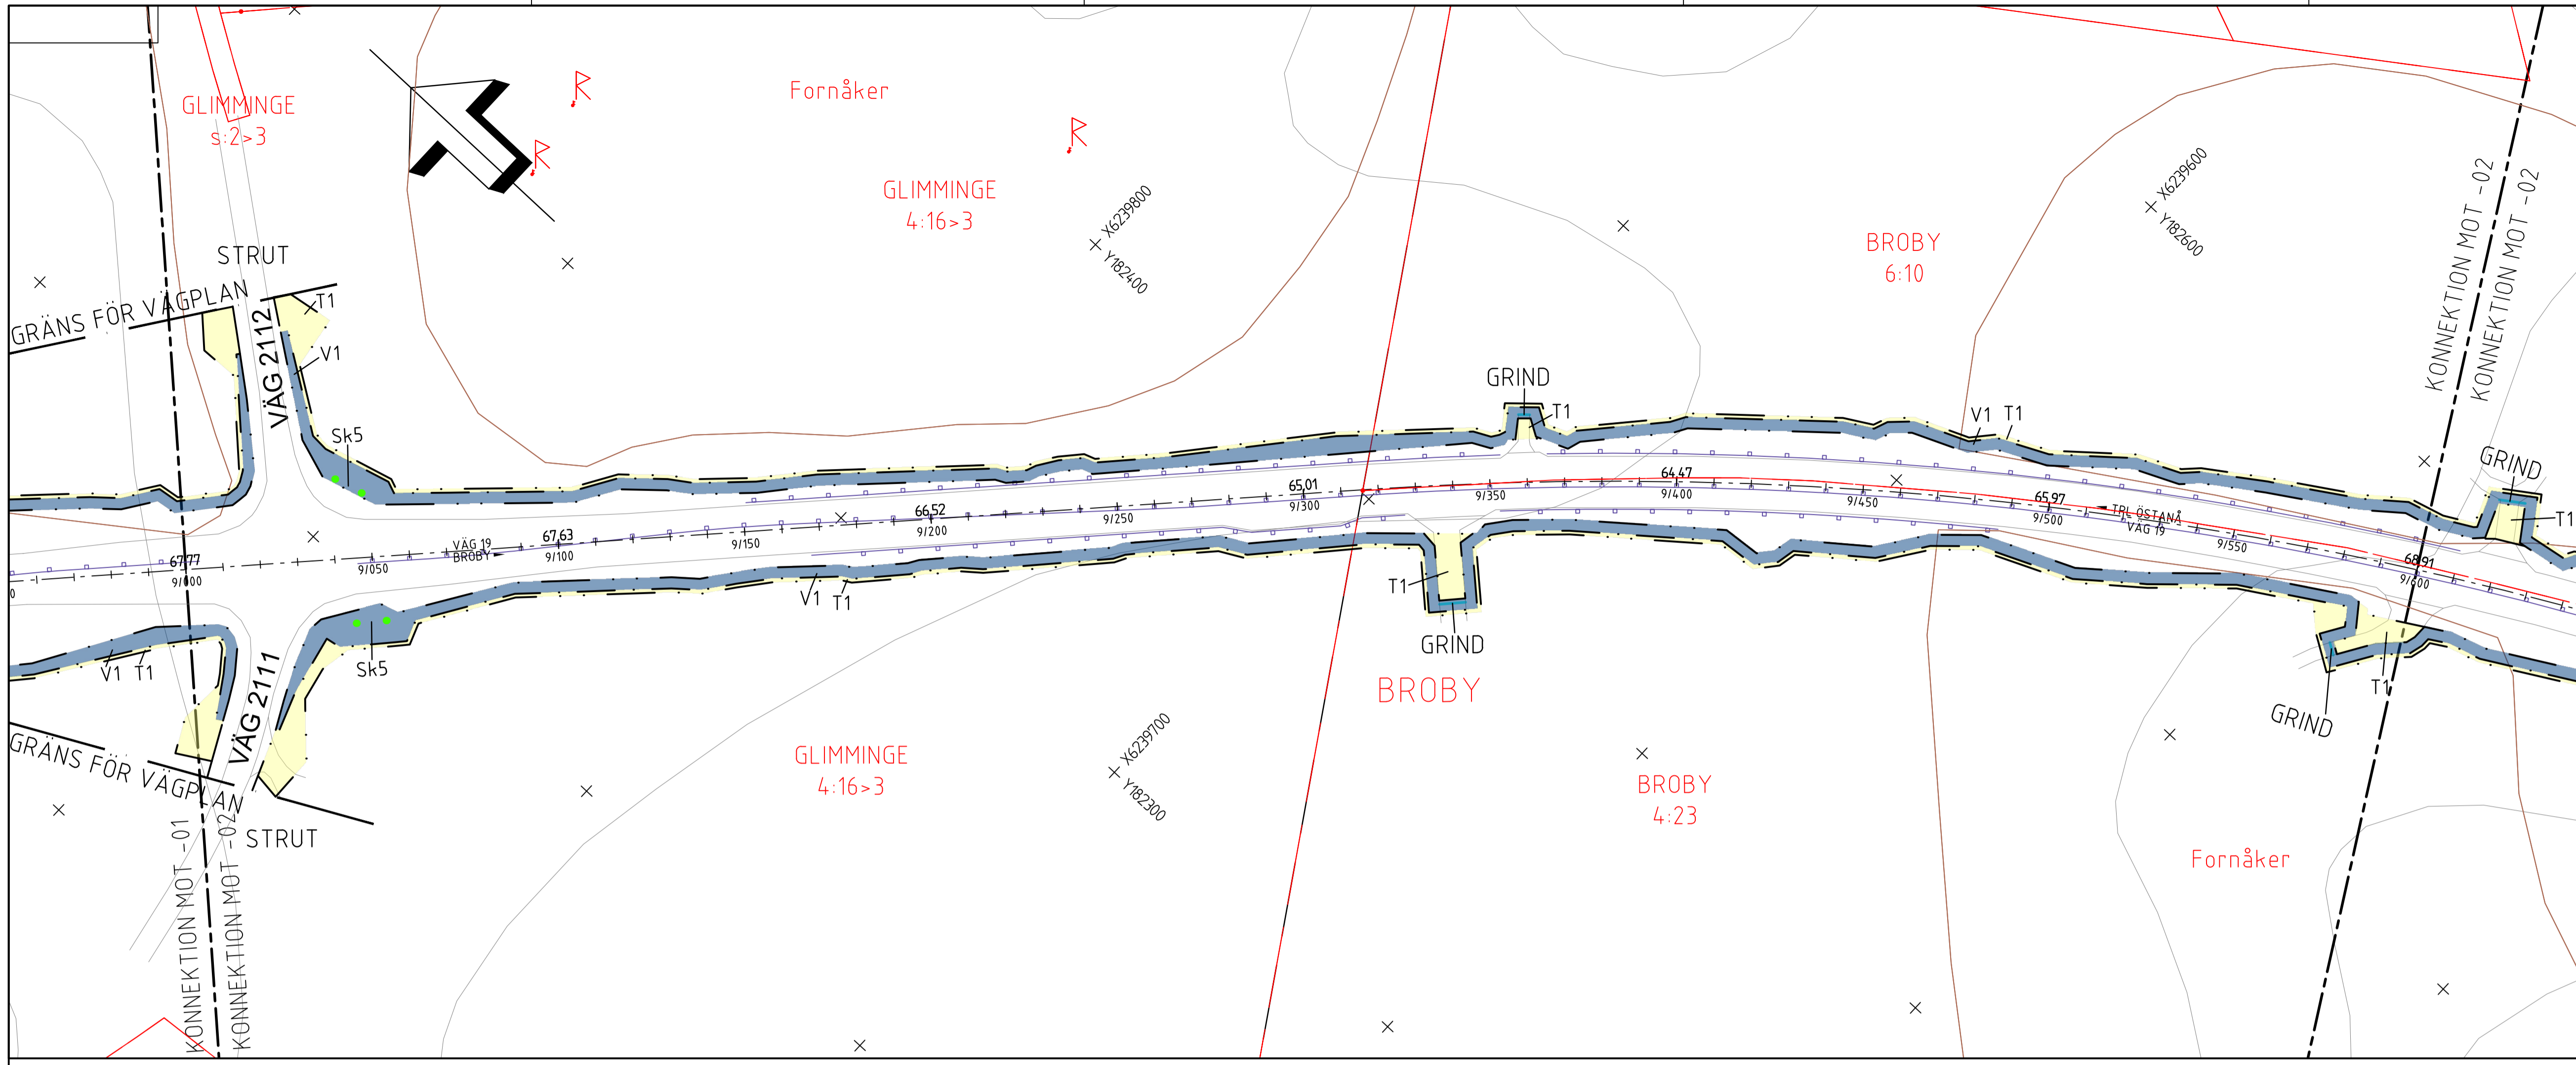 GLIMMINGE
s:2>3
R
R
Fornåker
R
GLIMMINGE
4:16>3
X6239800
Y182400
BROBY
6:10
X6239600
Y182600
KONNEKTION MOT -02
KONNEKTION MOT -02
STRUT
GRÄNS FÖR VÄGPLAN
T1
V1
VÄG 2112
Sk5
GRIND
T1
V1
T1
GRIND
T1
67.77
9/000
9/050
VÄG 19
BROBY
67.63
9/100
9/150
66.52
9/200
9/250
65.01
9/300
9/350
64.47
9/400
9/450
65.97
9/500
TRL ÖSTANÅ
VÄG 19
9/550
68.91
9/600
0
V1
T1
T1
GRIND
V1
T1
Sk5
VÄG 2111
BROBY
T1
GRIND
GRÄNS FÖR VÄGPLAN
STRUT
GLIMMINGE
4:16>3
X6239700
Y182300
BROBY
4:23
Fornåker
KONNEKTION MOT -01
KONNEKTION MOT -02